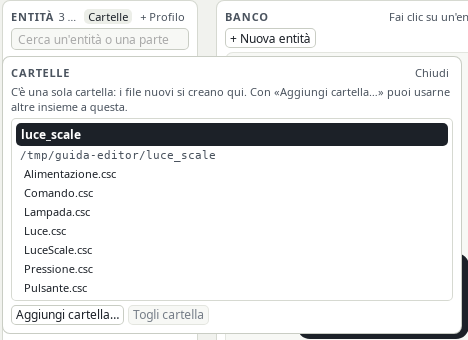 ENTITÀ 3 ... Cartelle + Profilo
Cerca un'entità o una parte
BANCO Fai clic su un'en
+ Nuova entità
CARTELLE Chiudi
C'è una sola cartella: i file nuovi si creano qui. Con «Aggiungi cartella...» puoi usarne
altre insieme a questa.
luce_scale
/tmp/guida-editor/luce_scale
Alimentazione.csc
Comando.csc
Lampada.csc
Luce.csc
LuceScale.csc
Pressione.csc
Pulsante.csc
Aggiungi cartella... Togli cartella